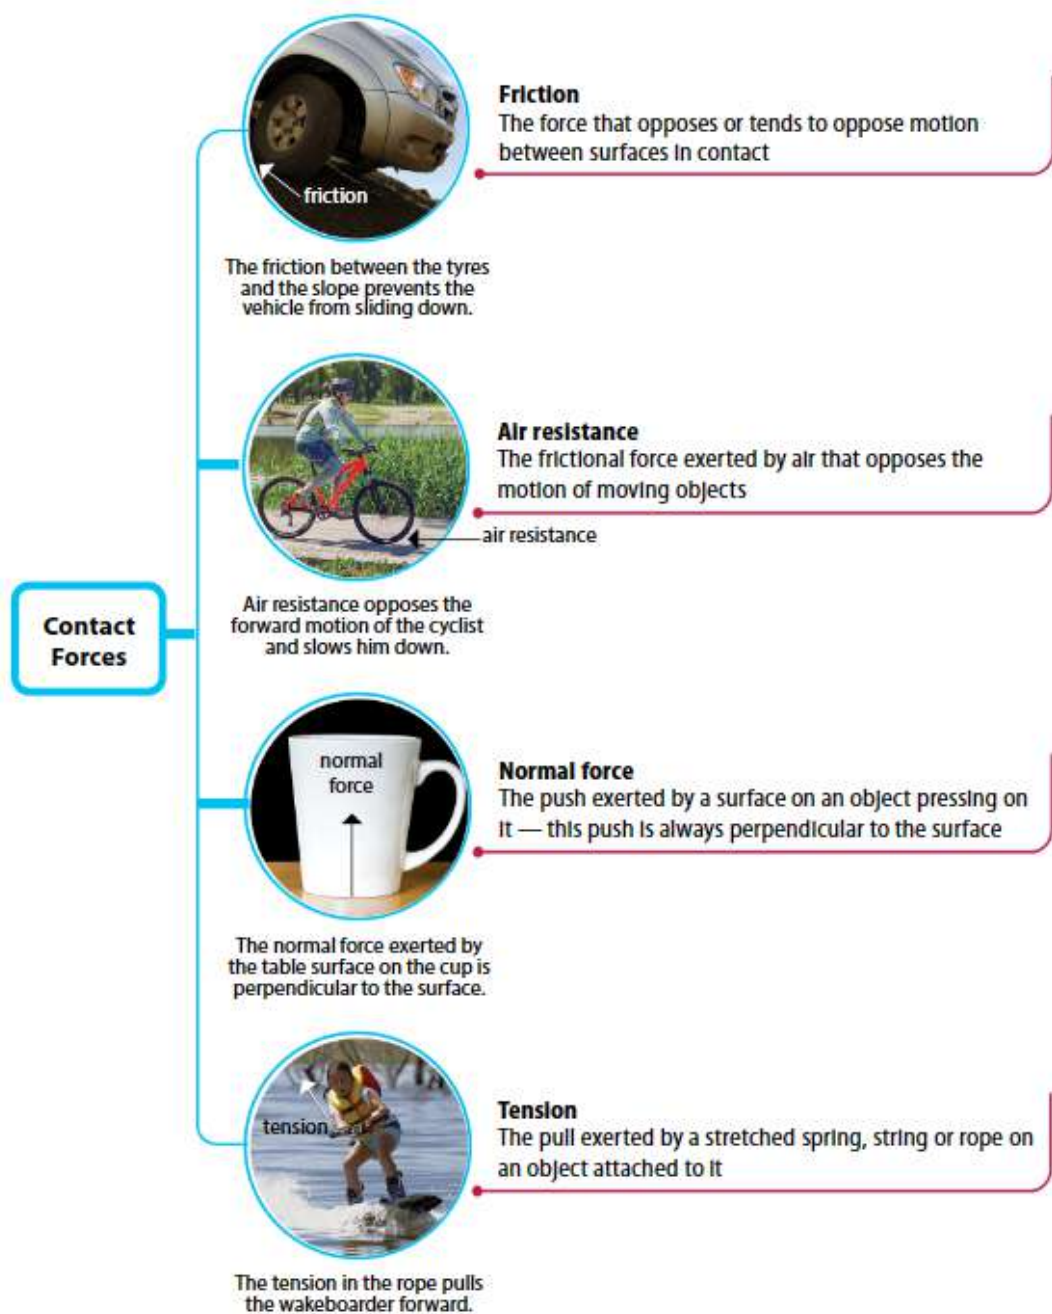 Contact
Forces
friction
The friction between the tyres
and the slope prevents the
vehicle from sliding down.
Friction
The force that opposes or tends to oppose motion
between surfaces in contact
air resistance
Air resistance opposes the
forward motion of the cyclist
and slows him down.
Air resistance
The frictional force exerted by air that opposes the
motion of moving objects
normal
force
The normal force exerted by
the table surface on the cup is
perpendicular to the surface.
Normal force
The push exerted by a surface on an object pressing on
it — this push is always perpendicular to the surface
tension
The tension in the rope pulls
the wakeboarder forward.
Tension
The pull exerted by a stretched spring, string or rope on
an object attached to it